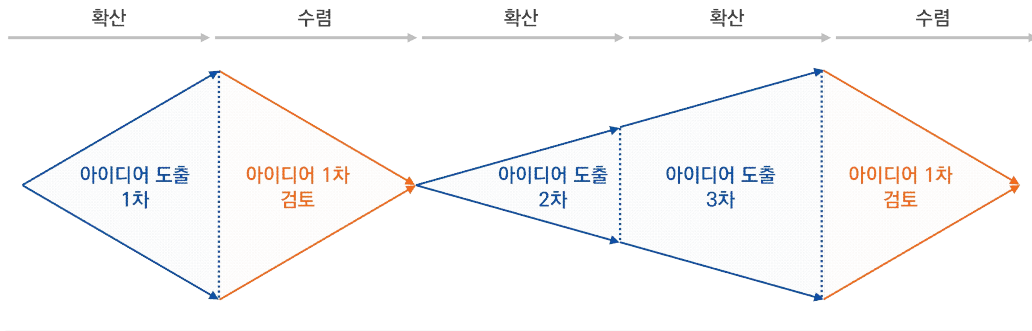 확산
수렴
확산
확산
수렴
아이디어 도출
1차
아이디어 1차
검토
아이디어 도출
2차
아이디어 도출
3차
아이디어 1차
검토